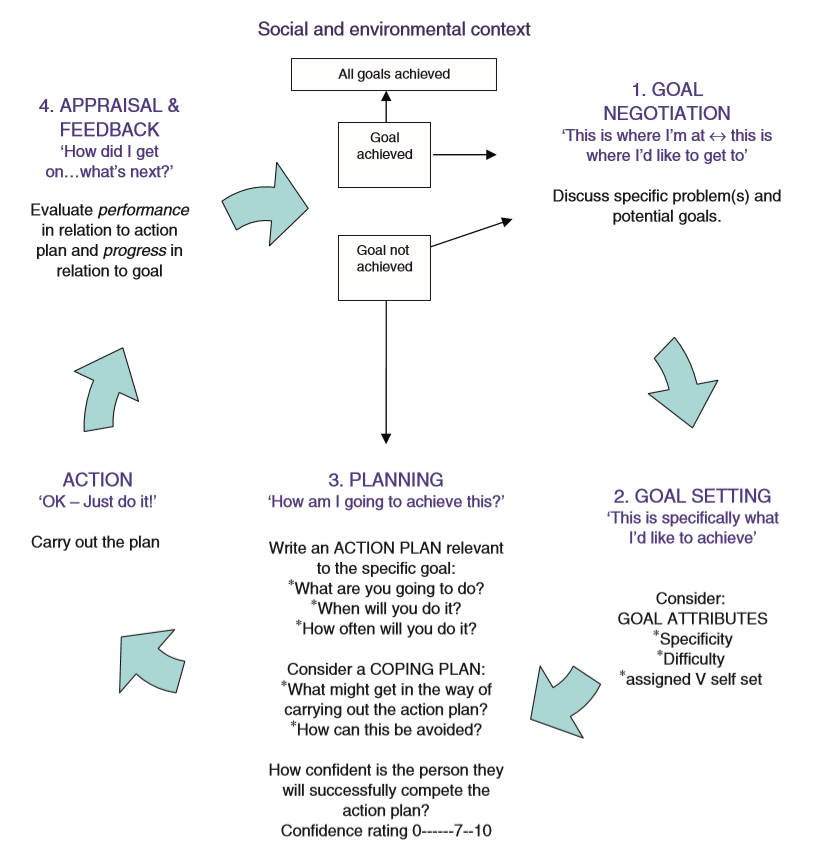 Social and environmental context
All goals achieved
Goal
achieved
Goal not
achieved
1. GOAL
NEGOTIATION
‘This is where I’m at ↔ this is
where I’d like to get to’
Discuss specific problem(s) and
potential goals.
2. GOAL SETTING
‘This is specifically what
I’d like to achieve’
Consider:
GOAL ATTRIBUTES
*Specificity
*Difficulty
*assigned V self set
3. PLANNING
‘How am I going to achieve this?’
Write an ACTION PLAN relevant
to the specific goal:
*What are you going to do?
*When will you do it?
*How often will you do it?
Consider a COPING PLAN:
*What might get in the way of
carrying out the action plan?
*How can this be avoided?
How confident is the person they
will successfully compete the
action plan?
Confidence rating 0------7--10
ACTION
‘OK – Just do it!’
Carry out the plan
4. APPRAISAL &
FEEDBACK
‘How did I get
on…what’s next?’
Evaluate performance
in relation to action
plan and progress in
relation to goal